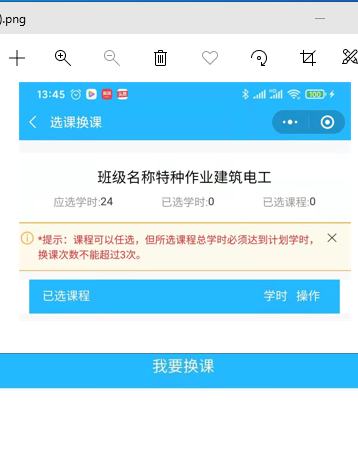 ).png
13:45
100
选课换课
班级名称特种作业建筑电工
应选学时:24 已选学时:0 已选课程:0
*提示：课程可以任选，但所选课程总学时必须达到计划学时，
换课次数不能超过3次。
已选课程 学时 操作
我要换课